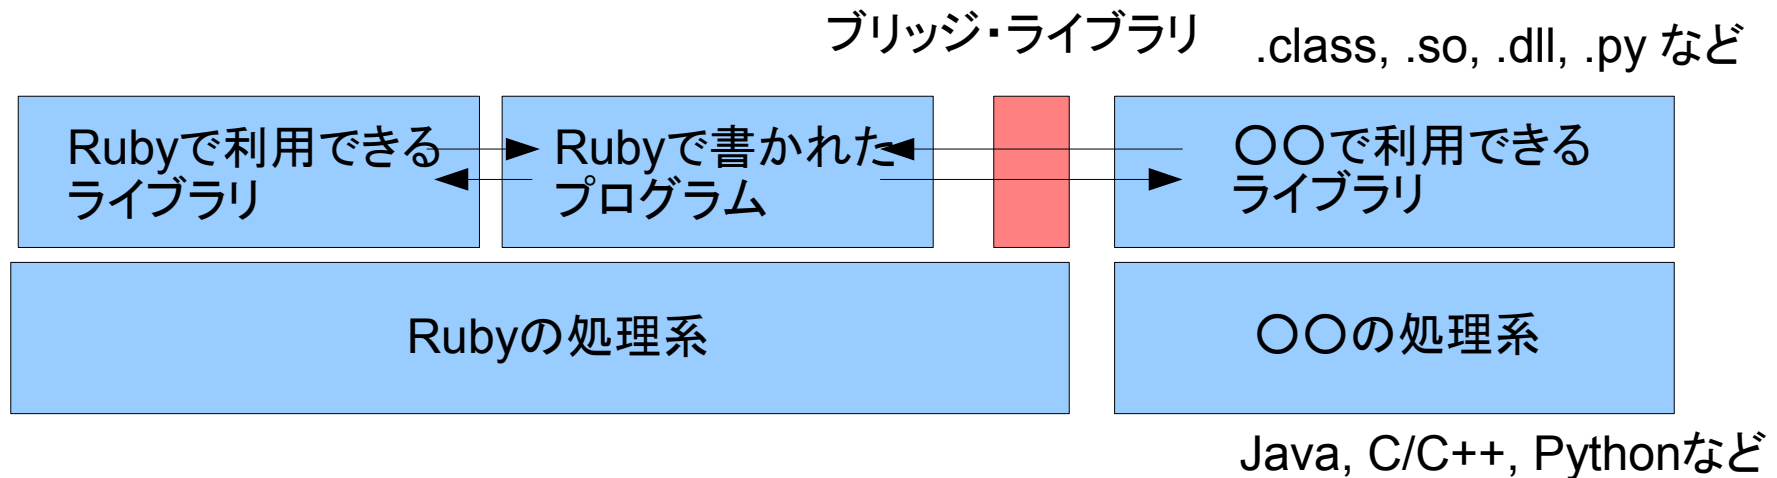 ブリッジ・ライブラリ
.class, .so, .dll, .py など
Rubyで利用できる
ライブラリ
Rubyで書かれた
プログラム
〇〇で利用できる
ライブラリ
Rubyの処理系
〇〇の処理系
Java, C/C++, Pythonなど